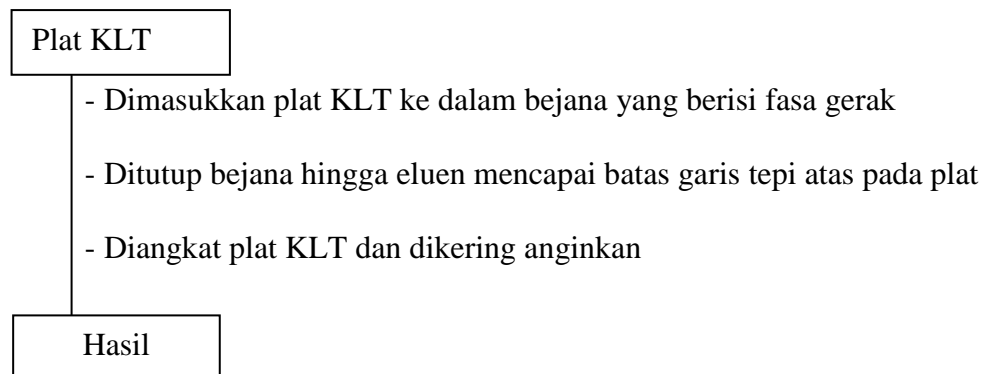 Plat KLT
- Dimasukkan plat KLT ke dalam bejana yang berisi fasa gerak
- Ditutup bejana hingga eluen mencapai batas garis tepi atas pada plat
- Diangkat plat KLT dan dikering anginkan
Hasil